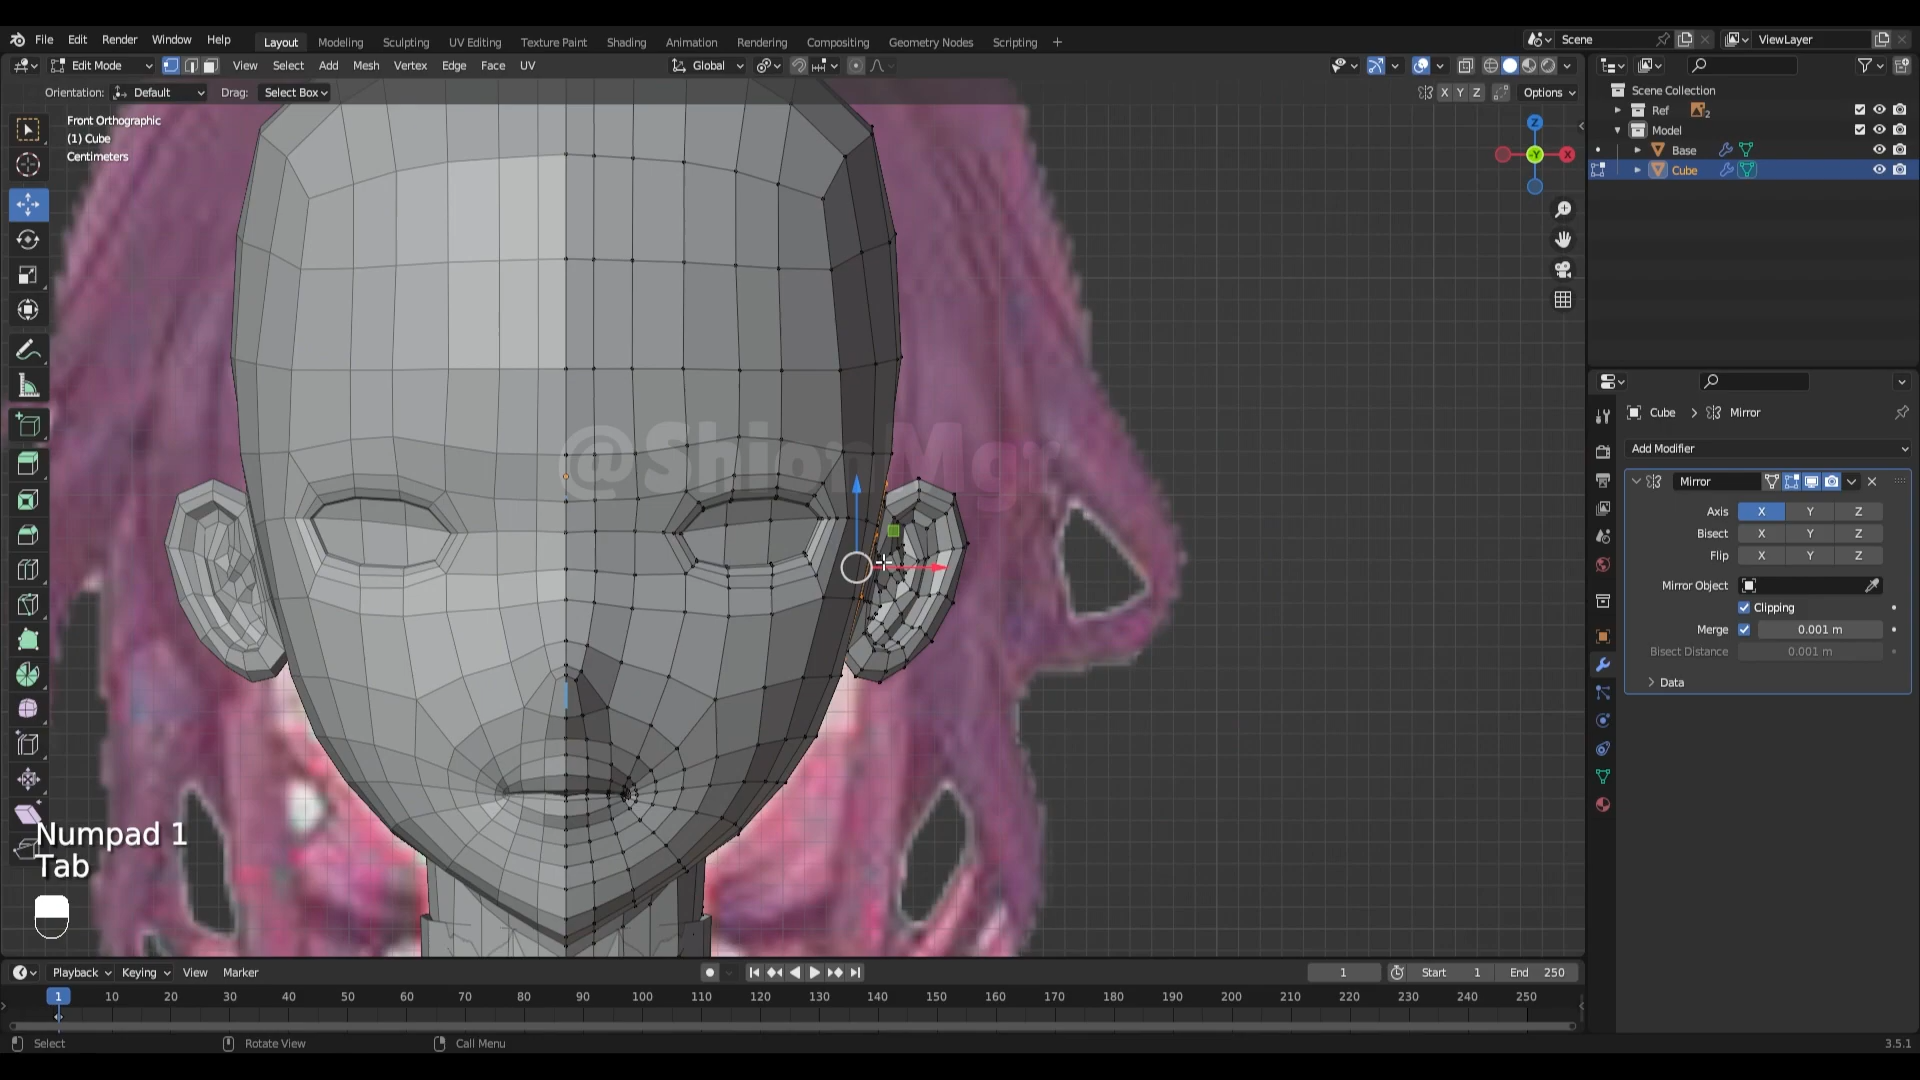 File Edit Render Window Help Layout Modeling Sculpting UV Editing Texture Paint Shading Animation Rendering Compositing Geometry Nodes Scripting + Scene ViewLayer
Edit Mode View Select Add Mesh Vertex Edge Face UV Global
Orientation: Default Drag: Select Box X Y Z Options
Scene Collection
Ref 2
Model
Base
Cube
Front Orthographic
(1) Cube
Centimeters
Z
-Y X
Cube > Mirror
Add Modifier
Mirror
Axis X Y Z
Bisect X Y Z
Flip X Y Z
Mirror Object
Clipping
Merge 0.001 m
Bisect Distance 0.001 m
Data
@ShionMgr
Numpad 1
Tab
Playback Keying View Marker 1 Start 1 End 250
1 10 20 30 40 50 60 70 80 90 100 110 120 130 140 150 160 170 180 190 200 210 220 230 240 250
Select Rotate View Call Menu 3.5.1